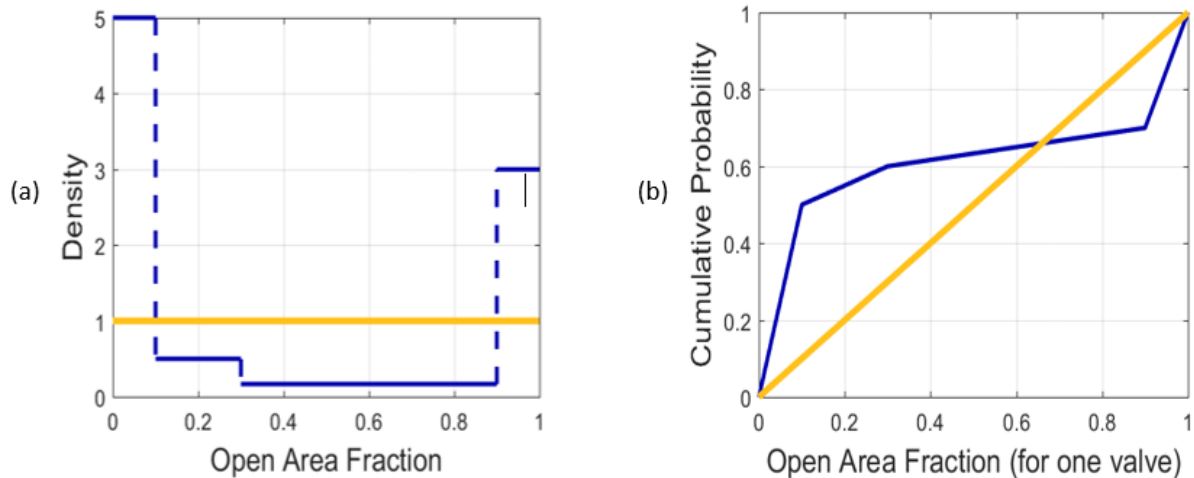 (a)
Density
5
4
3
2
1
0
0 0.2 0.4 0.6 0.8 1
Open Area Fraction
(b)
Cumulative Probability
1
0.8
0.6
0.4
0.2
0
0 0.2 0.4 0.6 0.8 1
Open Area Fraction (for one valve)